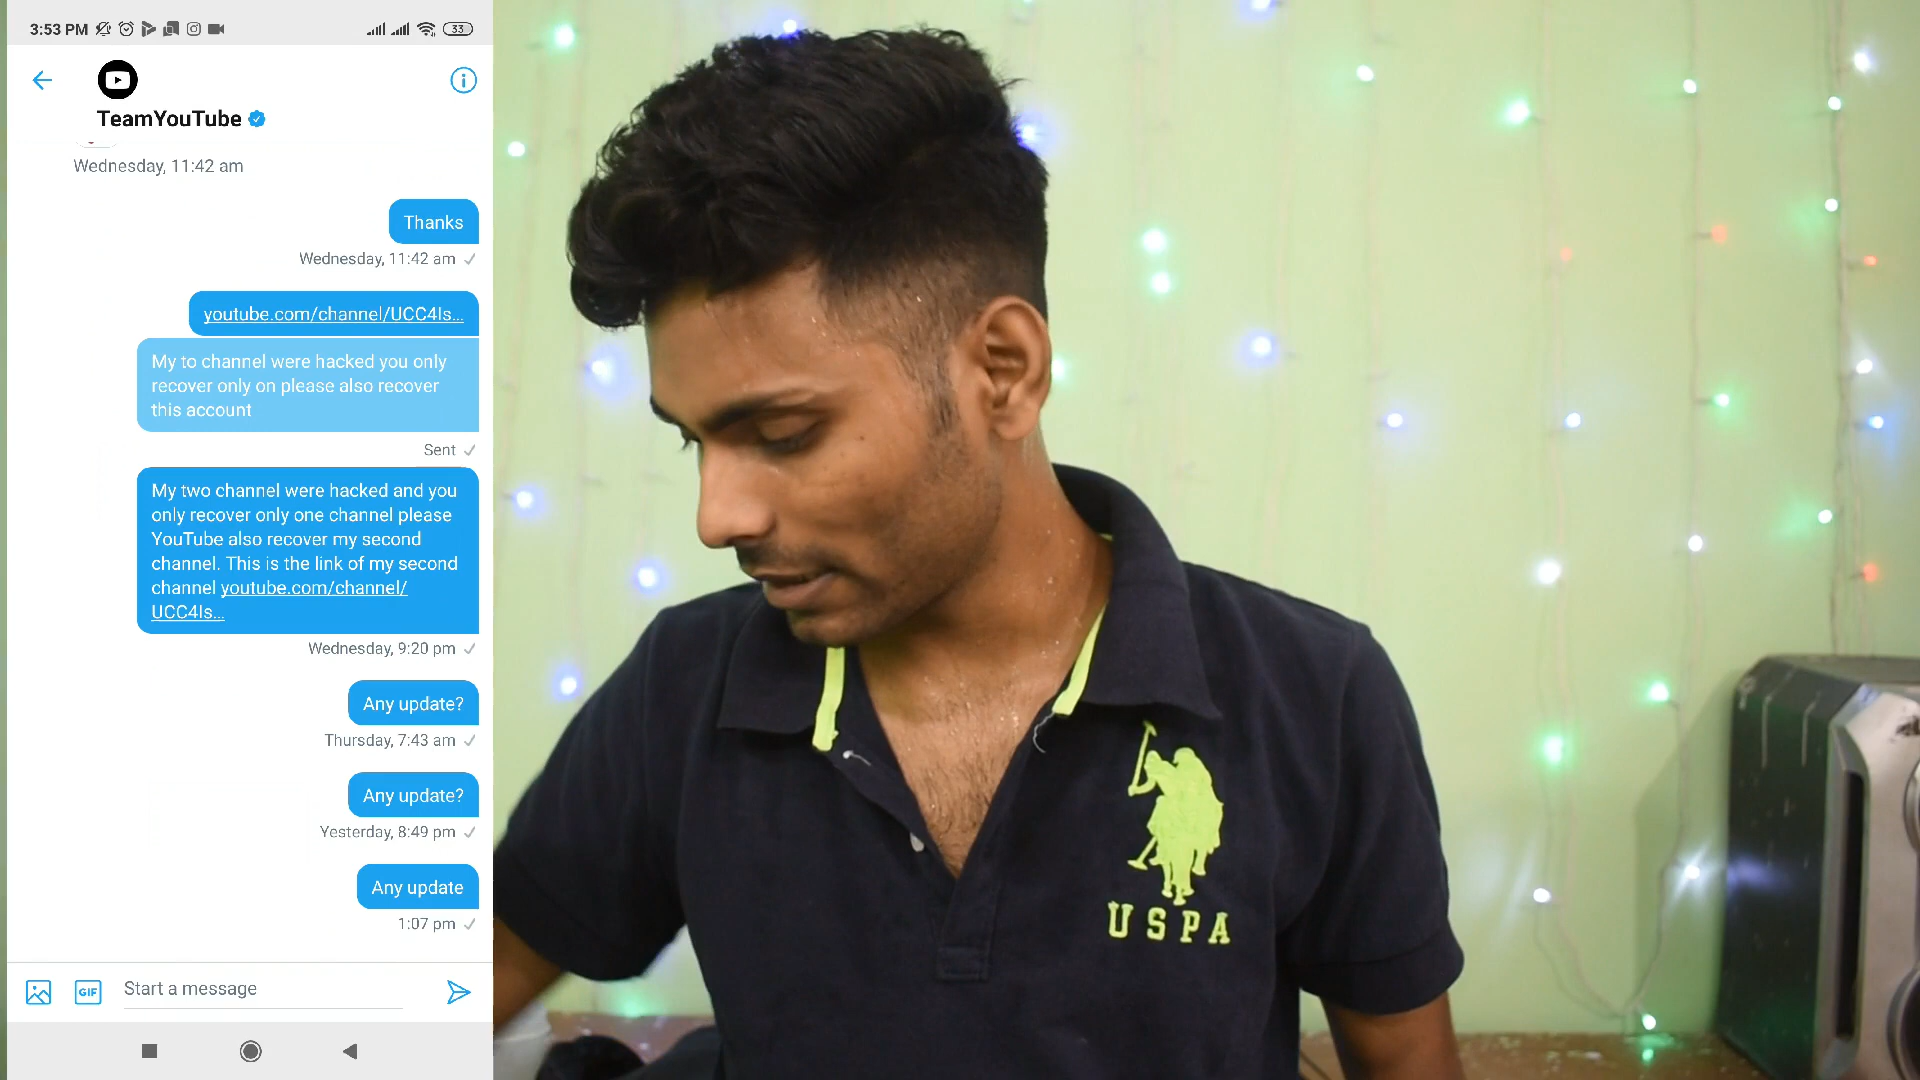 3:53 PM
33
TeamYouTube
Wednesday, 11:42 am
Thanks
Wednesday, 11:42 am
youtube.com/channel/UCC4Is...
My to channel were hacked you only
recover only on please also recover
this account
Sent
My two channel were hacked and you
only recover only one channel please
YouTube also recover my second
channel. This is the link of my second
channel youtube.com/channel/
UCC4Is...
Wednesday, 9:20 pm
Any update?
Thursday, 7:43 am
Any update?
Yesterday, 8:49 pm
Any update
1:07 pm
GIF
Start a message
USPA